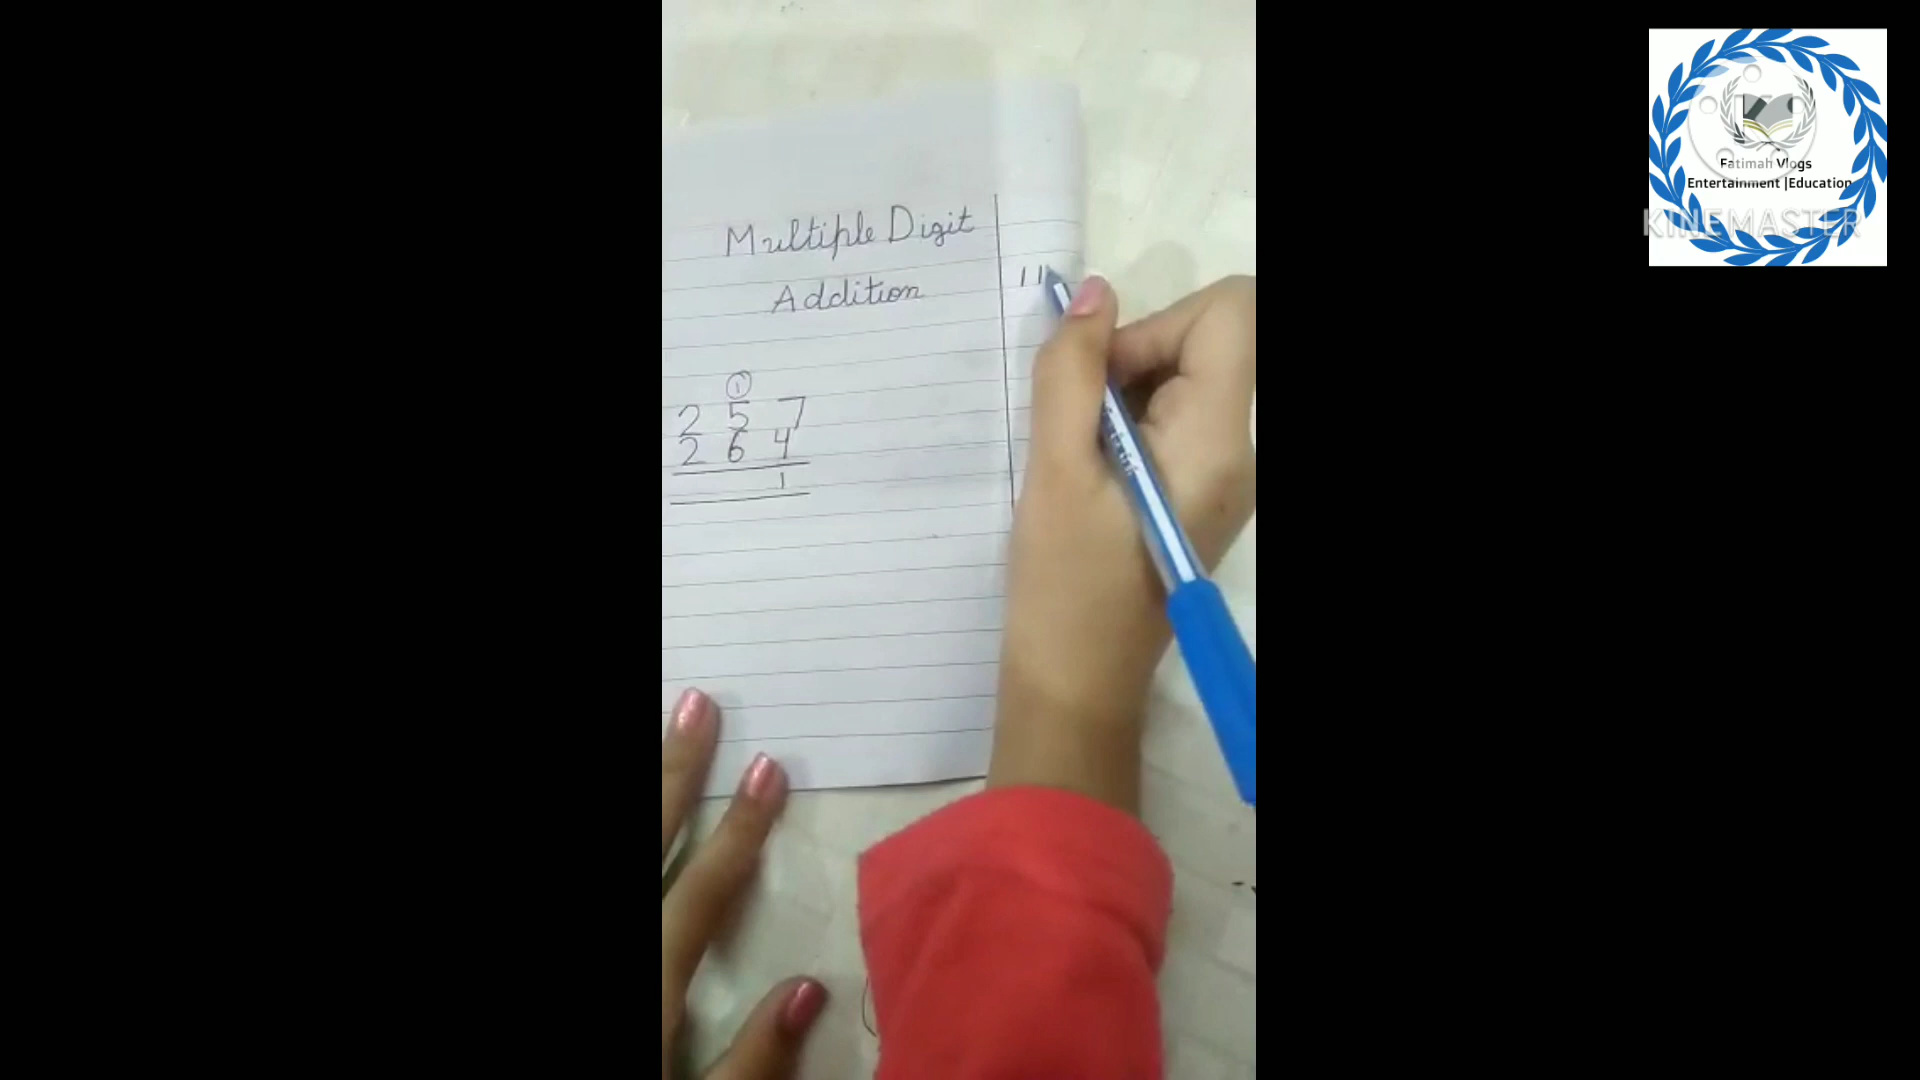 Multiple Digit
Addition
11
1
2 5 7
2 6 4
1
Fatimah Vlogs
Entertainment |Education
KINEMASTER